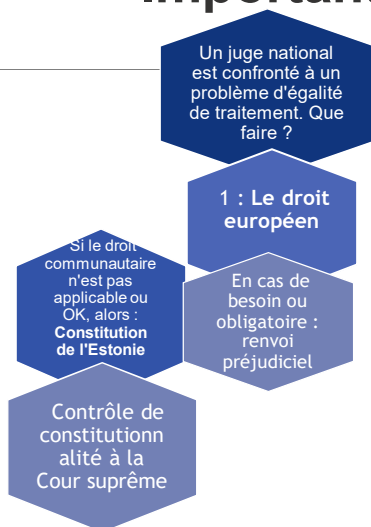 Un juge national
est confronté à un
problème d'égalité
de traitement. Que
faire ?
1 : Le droit
européen
Si le droit
communautaire
n'est pas
applicable ou
OK, alors :
Constitution
de l'Estonie
En cas de
besoin ou
obligatoire :
renvoi
préjudiciel
Contrôle de
constitutionn
alité à la
Cour suprême